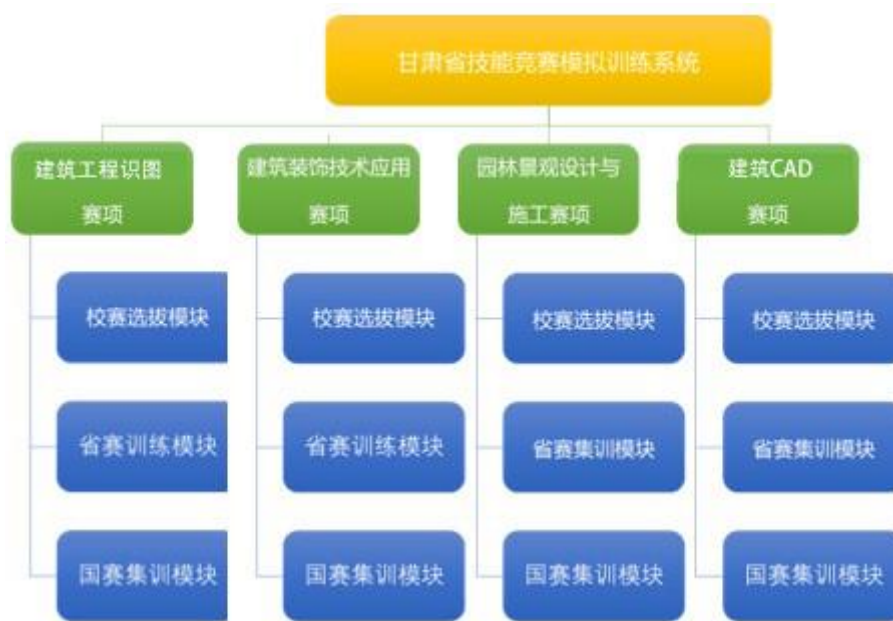 甘肃省技能竞赛模拟训练系统
建筑工程识图
赛项
建筑装饰技术应用
赛项
园林景观设计与
施工赛项
建筑CAD
赛项
校赛选拔模块
校赛选拔模块
校赛选拔模块
校赛选拔模块
省赛训练模块
省赛训练模块
省赛集训模块
省赛集训模块
国赛集训模块
国赛集训模块
国赛集训模块
国赛集训模块